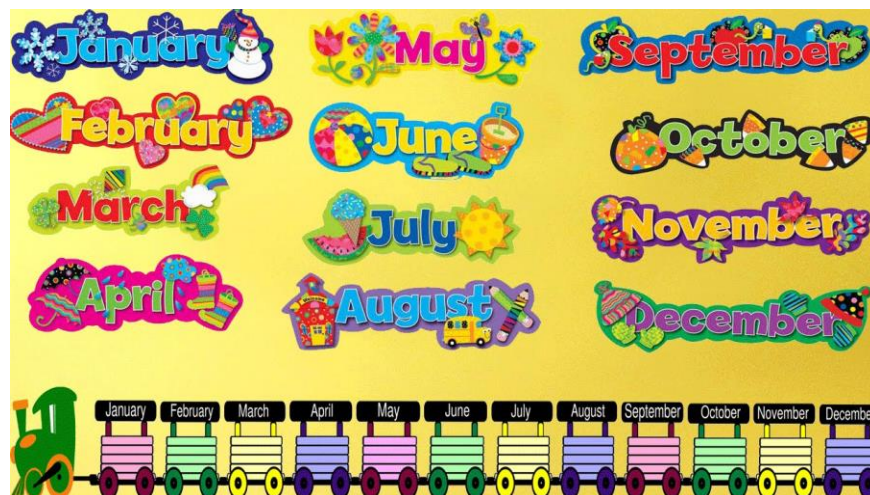 January
February
March
April
May
June
July
August
September
October
November
December
January February March April May June July August September October November Decembe